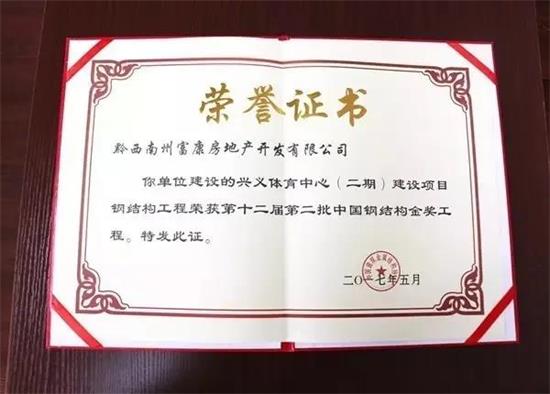 荣誉证书
黔西南州富康房地产开发有限公司
你单位建设的兴义体育中心（二期）建设项目
钢结构工程荣获第十二届第二批中国钢结构金奖工
程。特发此证。
二〇一七年五月